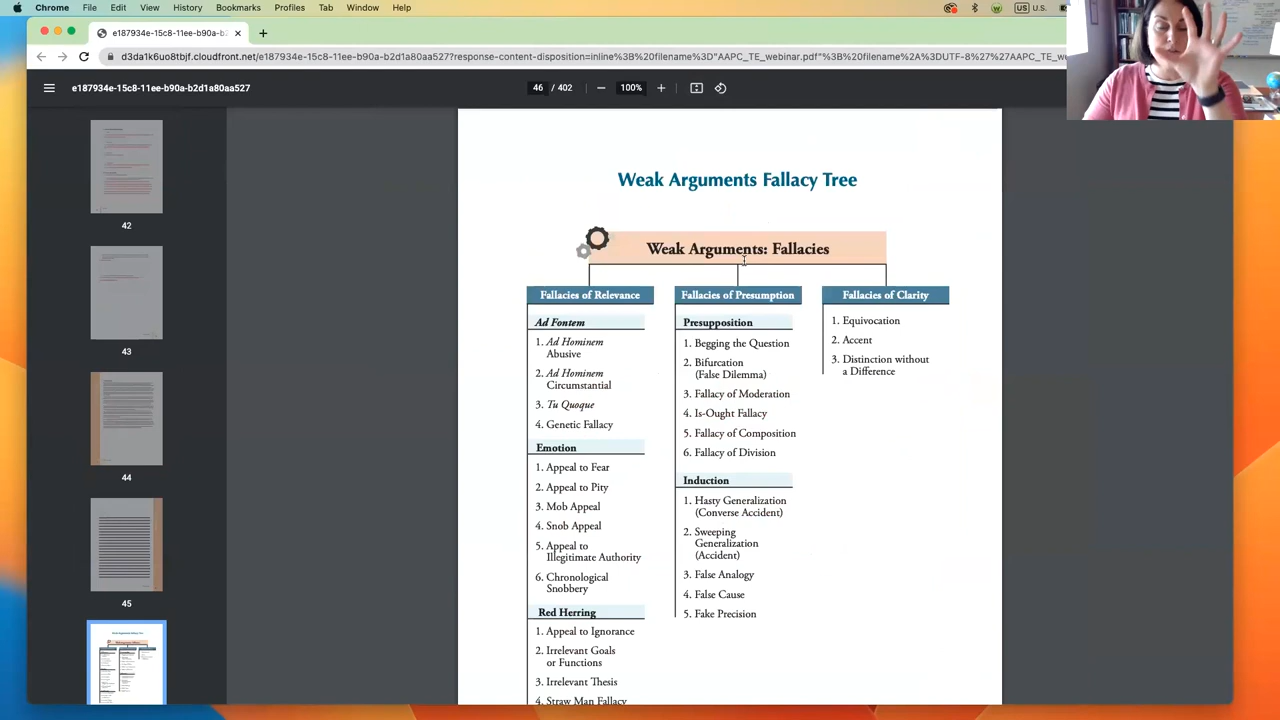 Chrome File Edit View History Bookmarks Profiles Tab Window Help
US U.S.
e187934e-15c8-11ee-b90a-b2
d3da1k6uo8tbjf.cloudfront.net/e187934e-15c8-11ee-b90a-b2d1a80aa527?response-content-disposition=inline%3B%20filename%3D"AAPC_TE_webinar.pdf"%3B%20filename%2A%3DUTF-8%27%27AAPC_TE_we
e187934e-15c8-11ee-b90a-b2d1a80aa527
46 / 402
100%
42
43
44
45
Weak Arguments Fallacy Tree
Weak Arguments: Fallacies
Fallacies of Relevance
Ad Fontem
1. Ad Hominem
Abusive
2. Ad Hominem
Circumstantial
3. Tu Quoque
4. Genetic Fallacy
Emotion
1. Appeal to Fear
2. Appeal to Pity
3. Mob Appeal
4. Snob Appeal
5. Appeal to
Illegitimate Authority
6. Chronological
Snobbery
Red Herring
1. Appeal to Ignorance
2. Irrelevant Goals
or Functions
3. Irrelevant Thesis
4. Straw Man Fallacy
Fallacies of Presumption
Presupposition
1. Begging the Question
2. Bifurcation
(False Dilemma)
3. Fallacy of Moderation
4. Is-Ought Fallacy
5. Fallacy of Composition
6. Fallacy of Division
Induction
1. Hasty Generalization
(Converse Accident)
2. Sweeping
Generalization
(Accident)
3. False Analogy
4. False Cause
5. Fake Precision
Fallacies of Clarity
1. Equivocation
2. Accent
3. Distinction without
a Difference